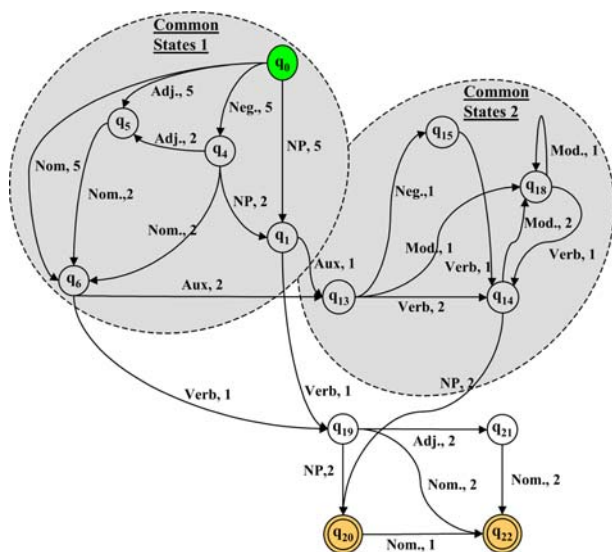 Common
States 1
q0
Adj., 5
Neg., 5
Common
States 2
q5
q15
Mod., 1
Adj., 2
q4
Nom, 5
NP, 5
q18
Neg.,1
Nom.,2
NP, 2
Mod., 2
Nom., 2
q1
Mod., 1
Verb, 1
Verb, 1
Aux, 1
q6
Aux, 2
q13
Verb, 2
q14
NP, 2
Verb, 1
Verb, 1
q19
Adj., 2
q21
NP,2
Nom., 2
Nom., 2
q20
Nom., 1
q22